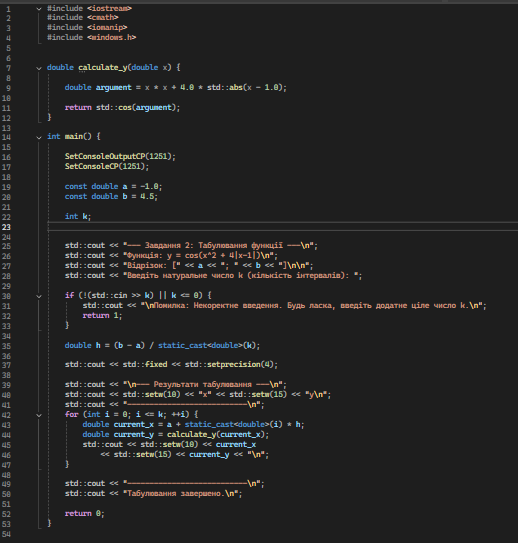 1 #include <iostream>
2 #include <cmath>
3 #include <iomanip>
4 #include <windows.h>
5
6
7 double calculate_y(double x) {
8
9 double argument = x * x + 4.0 * std::abs(x - 1.0);
10
11 return std::cos(argument);
12 }
13
14 int main() {
15
16 SetConsoleOutputCP(1251);
17 SetConsoleCP(1251);
18
19 const double a = -1.0;
20 const double b = 4.5;
21
22 int k;
23
24
25 std::cout << "--- Завдання 2: Табулювання функції ---\n";
26 std::cout << "Функція: y = cos(x^2 + 4|x-1|)\n";
27 std::cout << "Відрізок: [" << a << "; " << b << "]\n\n";
28 std::cout << "Введіть натуральне число k (кількість інтервалів): ";
29
30 if (!(std::cin >> k) || k <= 0) {
31 std::cout << "\nПомилка: Некоректне введення. Будь ласка, введіть додатне ціле число k.\n";
32 return 1;
33 }
34
35 double h = (b - a) / static_cast<double>(k);
36
37 std::cout << std::fixed << std::setprecision(4);
38
39 std::cout << "\n--- Результати табулювання ---\n";
40 std::cout << std::setw(10) << "x" << std::setw(15) << "y\n";
41 std::cout << "---------------------------\n";
42 for (int i = 0; i <= k; ++i) {
43 double current_x = a + static_cast<double>(i) * h;
44 double current_y = calculate_y(current_x);
45 std::cout << std::setw(10) << current_x
46 << std::setw(15) << current_y << "\n";
47 }
48
49 std::cout << "---------------------------\n";
50 std::cout << "Табулювання завершено.\n";
51
52 return 0;
53 }
54